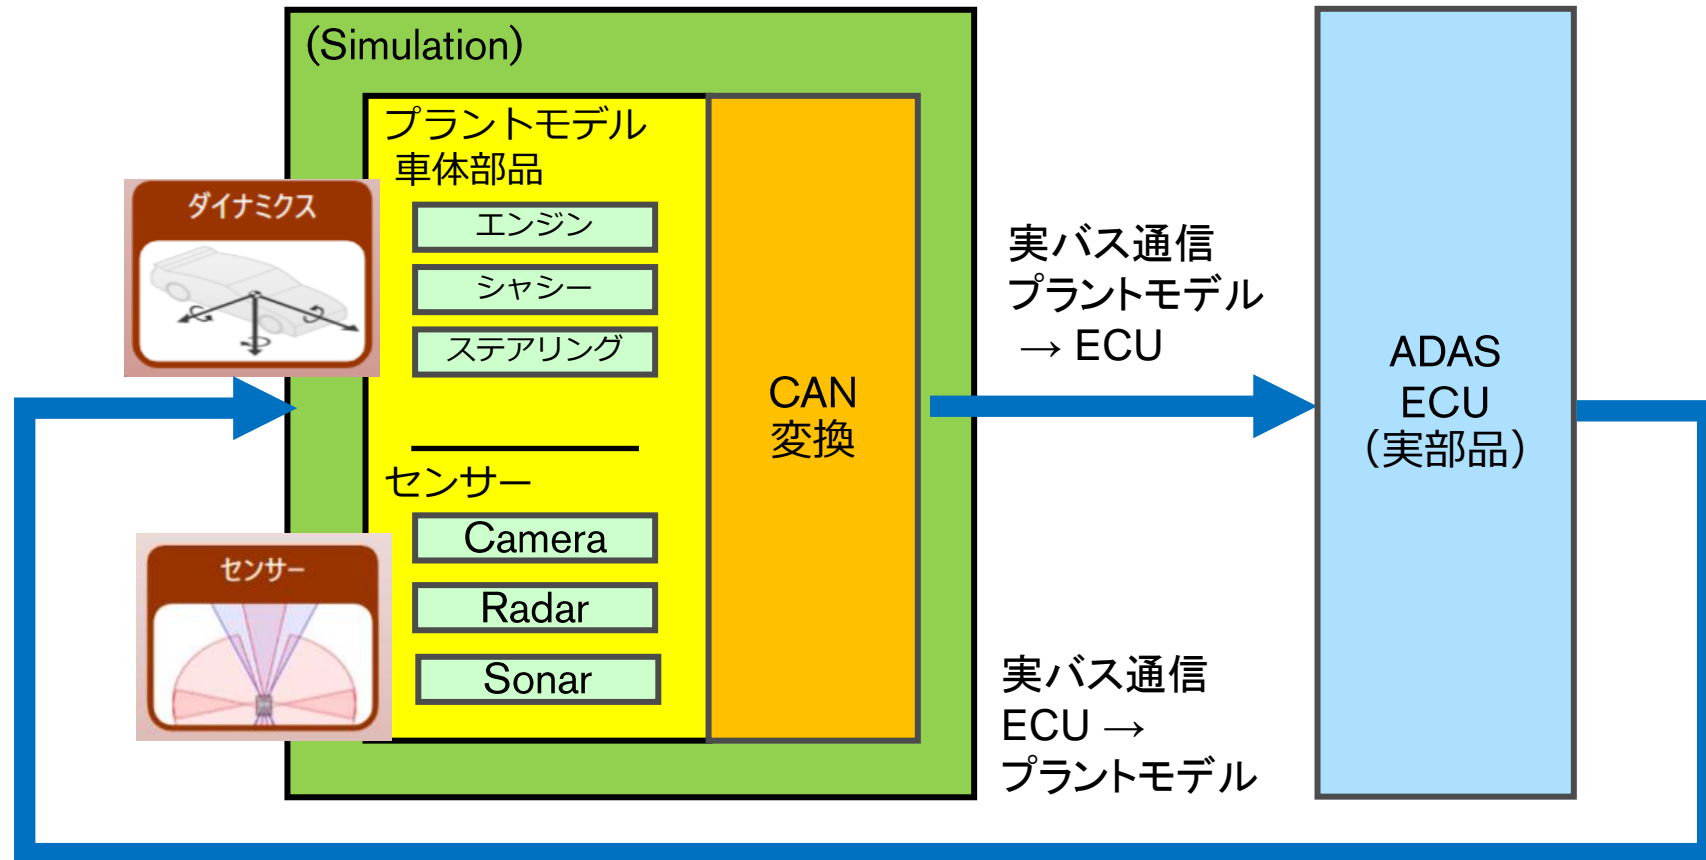 (Simulation)
プラントモデル
車体部品
ダイナミクス
エンジン
シャシー
ステアリング
センサー
センサー
Camera
Radar
Sonar
CAN
変換
実バス通信
プラントモデル
→ ECU
実バス通信
ECU →
プラントモデル
ADAS
ECU
（実部品）